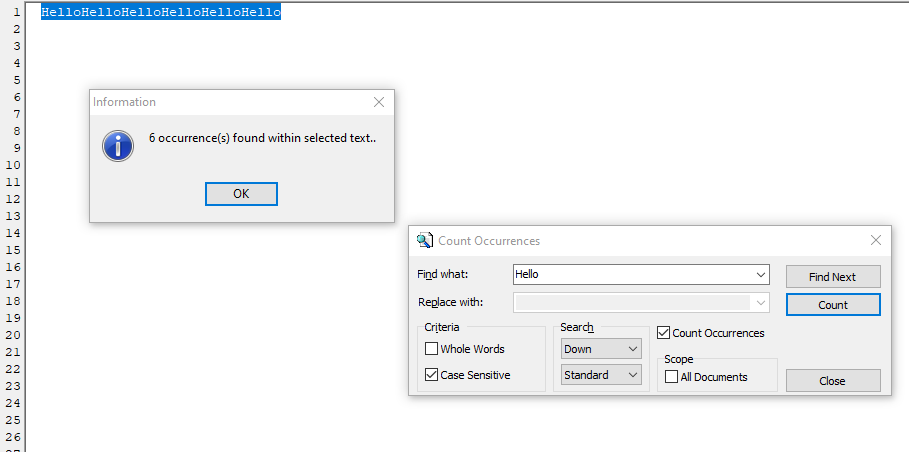 1 HelloHelloHelloHelloHelloHello
2
3
4
5
6
7
8
9
10
11
12
13
14
15
16
17
18
19
20
21
22
23
24
25
26
Information
6 occurrence(s) found within selected text..
OK
Count Occurrences
Find what: Hello Find Next
Replace with: Count
Criteria Search Count Occurrences
Whole Words Down Scope
Case Sensitive Standard All Documents Close